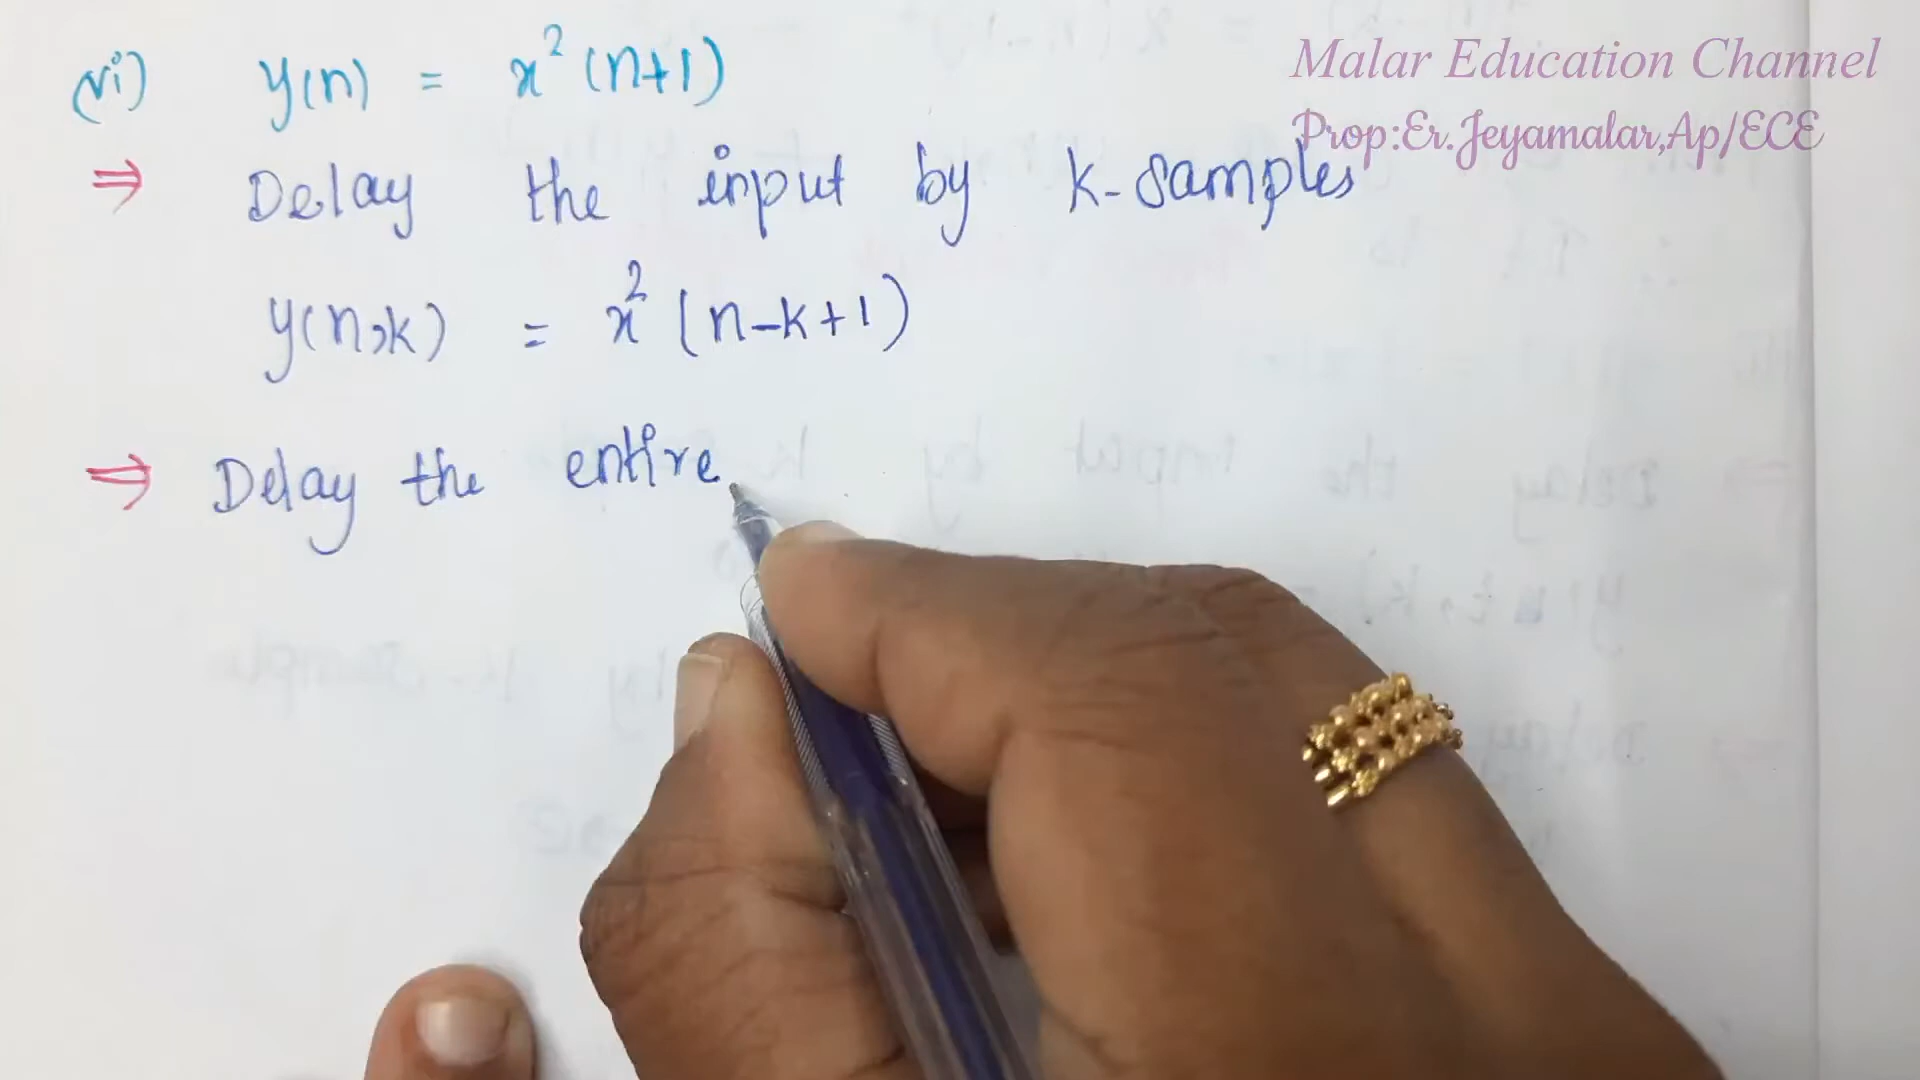 Malar Education Channel
Prop:Er.Jeyamalar,Ap/ECE
(vi) y(n) = x²(n+1)
⇒ Delay the input by k-samples
y(n,k) = x²(n-k+1)
⇒ Delay the entire